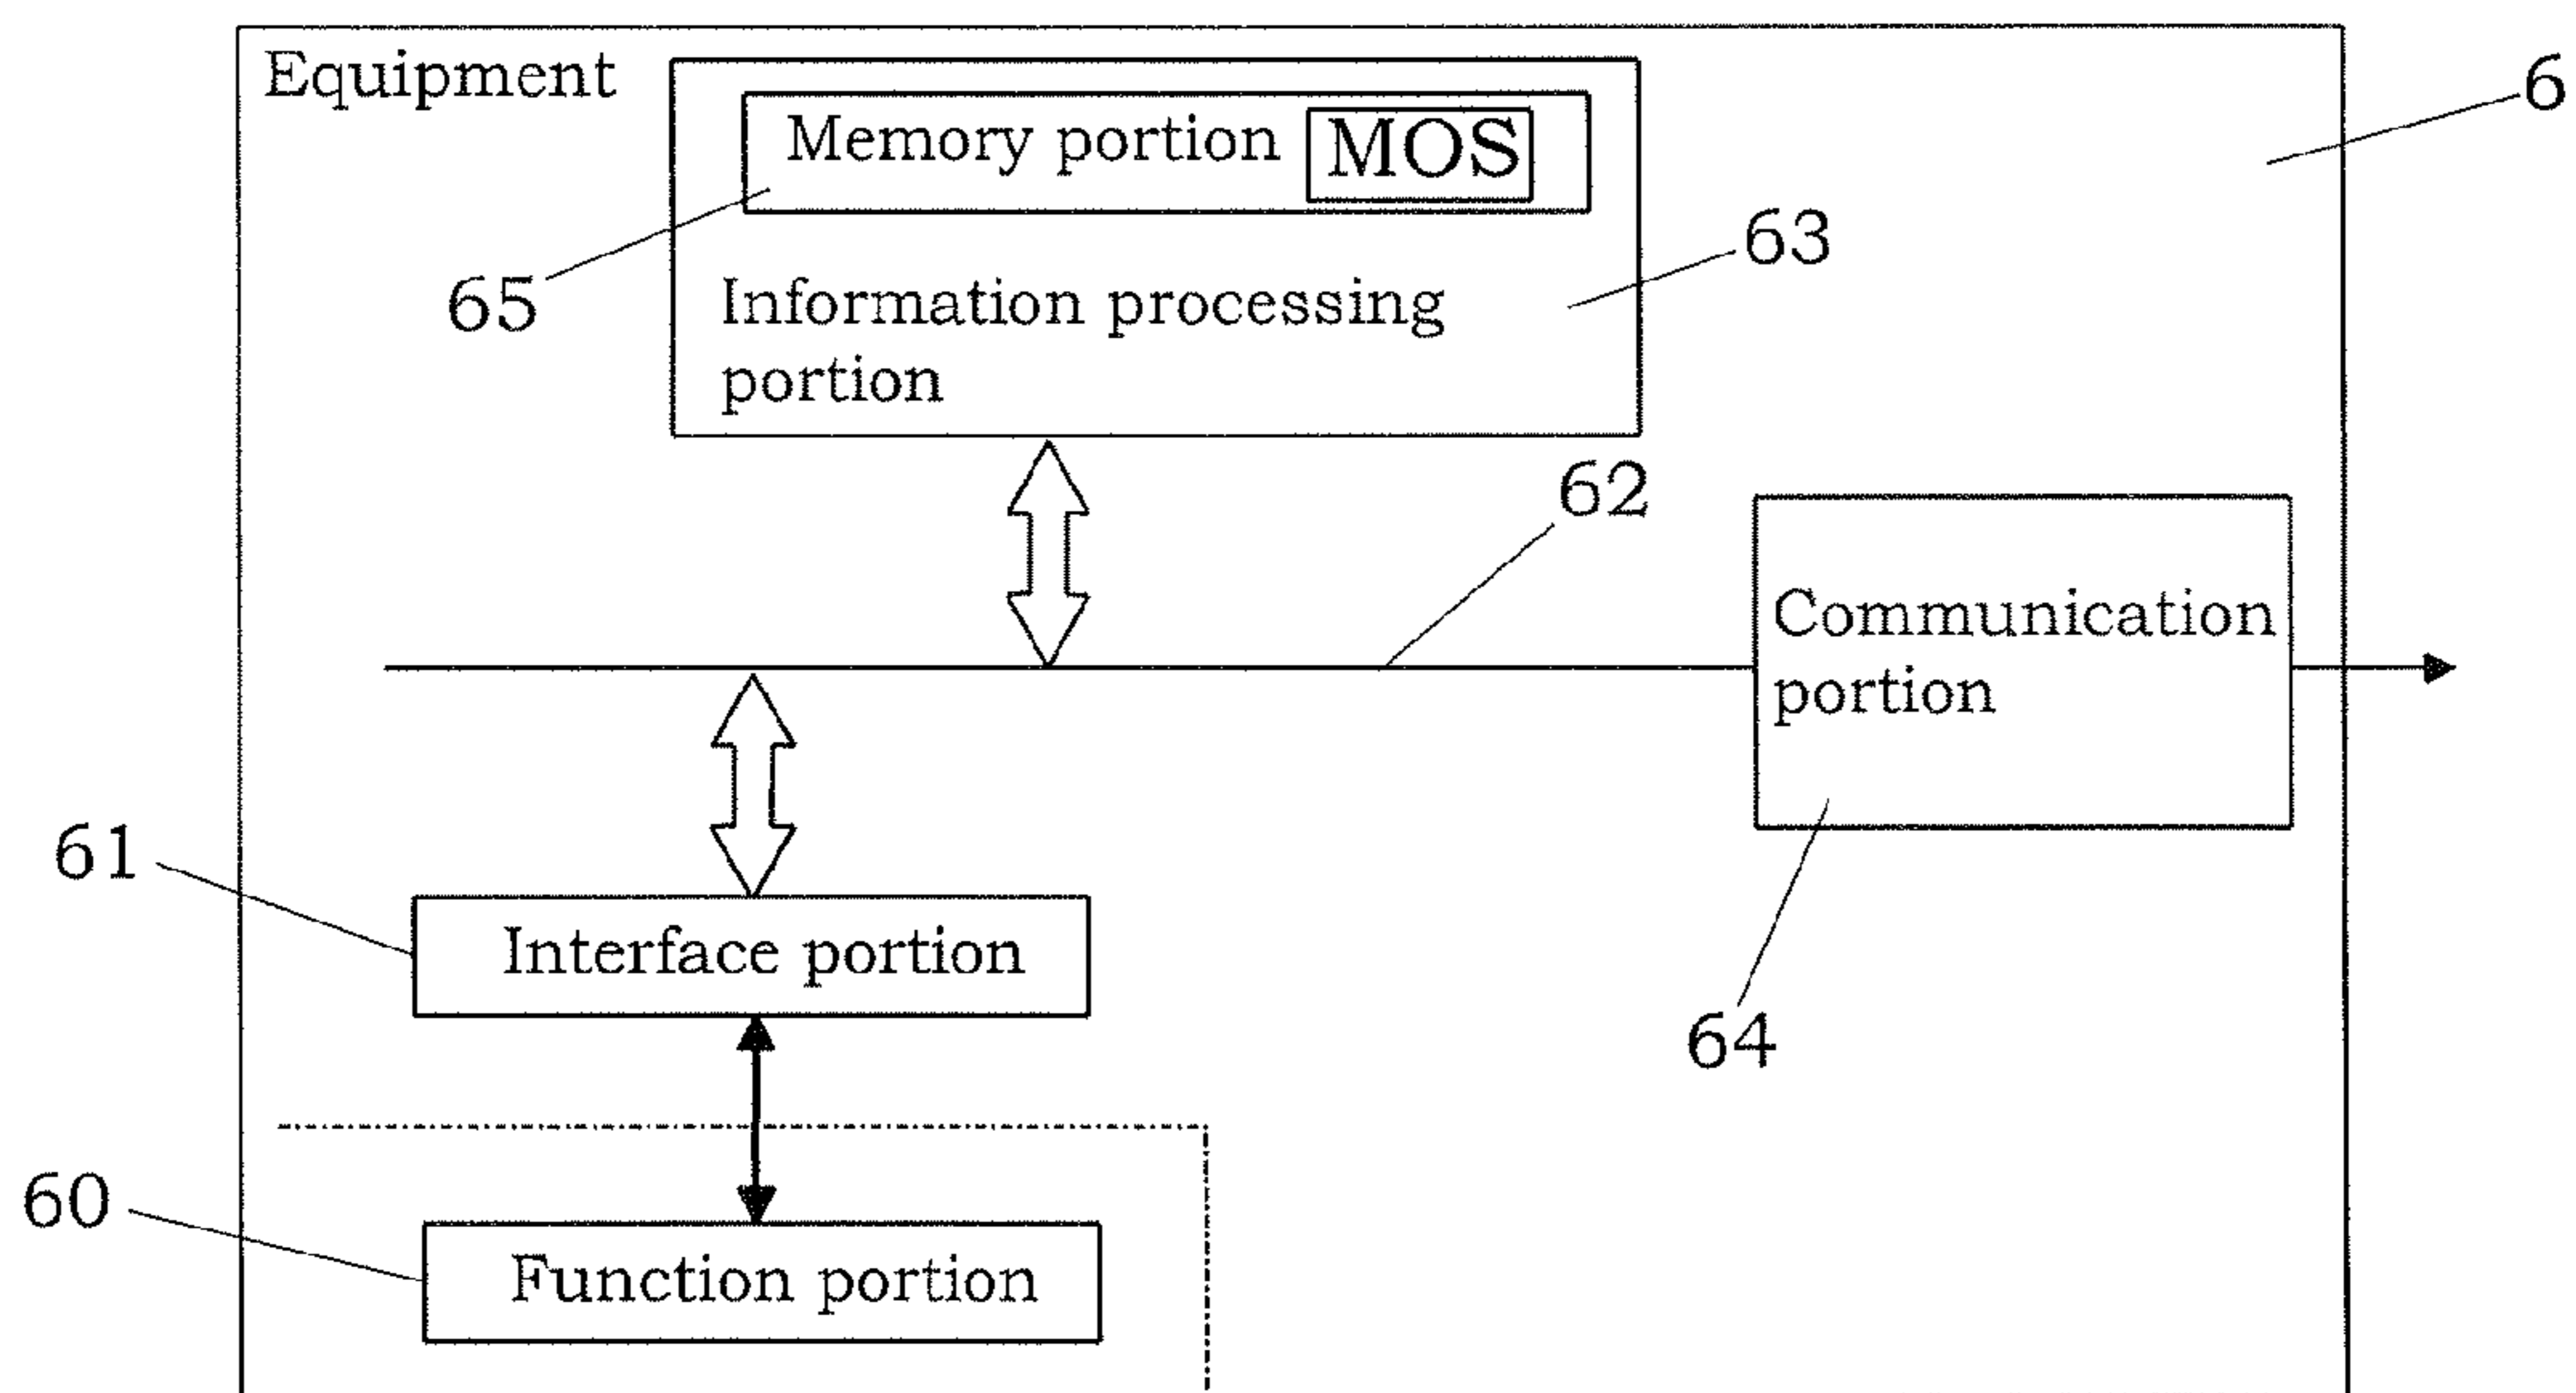 Equipment
6
Memory portion MOS
63
65
Information processing
portion
62
Communication
portion
61
Interface portion
64
60
Function portion